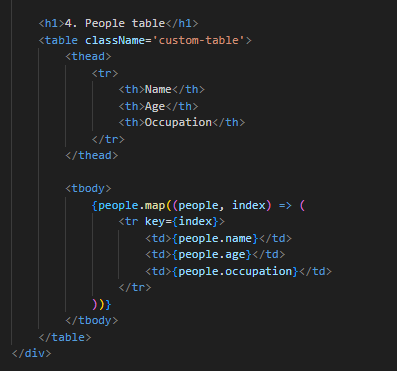 <h1>4. People table</h1>
<table className='custom-table'>
<thead>
<tr>
<th>Name</th>
<th>Age</th>
<th>Occupation</th>
</tr>
</thead>
<tbody>
{people.map((people, index) => (
<tr key={index}>
<td>{people.name}</td>
<td>{people.age}</td>
<td>{people.occupation}</td>
</tr>
))}
</tbody>
</table>
</div>